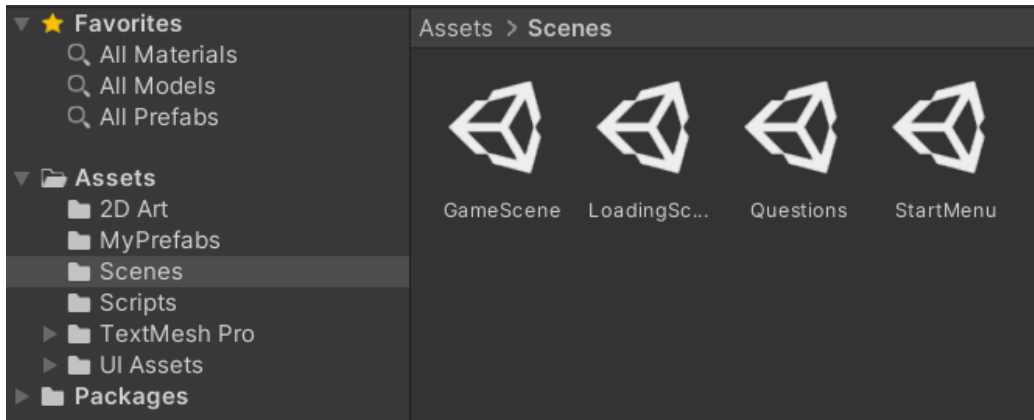 Favorites
All Materials
All Models
All Prefabs
Assets
2D Art
MyPrefabs
Scenes
Scripts
TextMesh Pro
UI Assets
Packages
Assets > Scenes
GameScene LoadingSc... Questions StartMenu